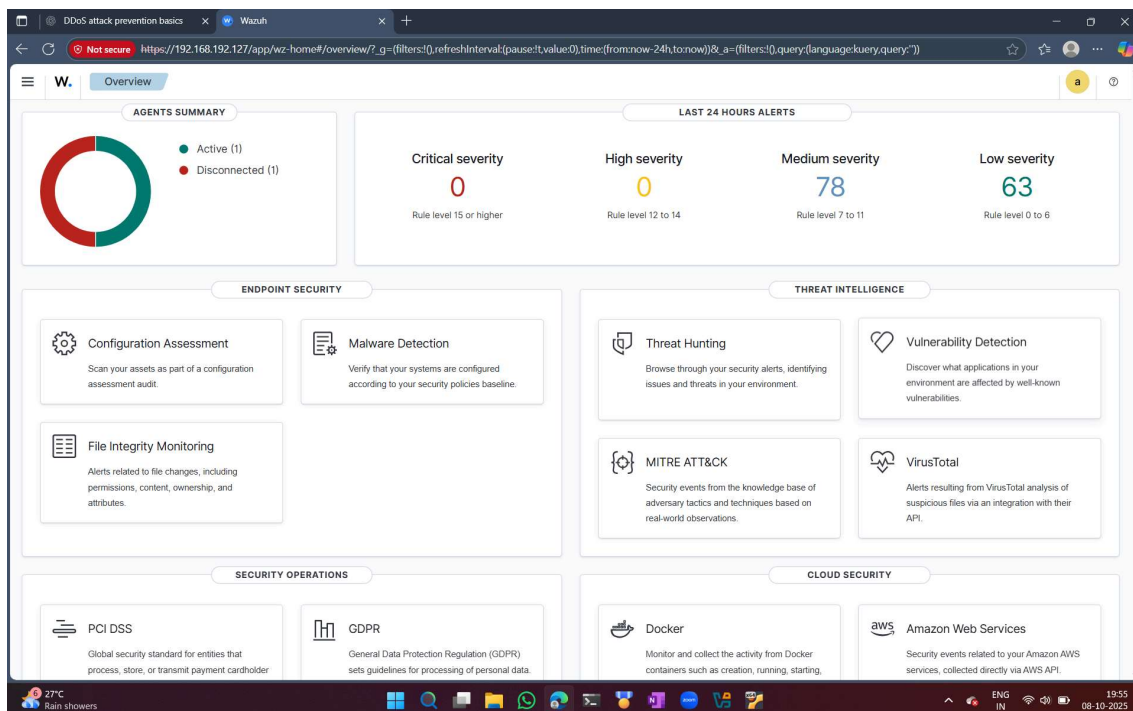 DDoS attack prevention basics
Wazuh
Not secure
https://192.168.192.127/app/wz-home#/overview/?_g=(filters:!(),refreshInterval:(pause:!t,value:0),time:(from:now-24h,to:now))&_a=(filters:!(),query:(language:kuery,query:''))
W.
Overview
a
AGENTS SUMMARY
Active (1)
Disconnected (1)
LAST 24 HOURS ALERTS
Critical severity
0
Rule level 15 or higher
High severity
0
Rule level 12 to 14
Medium severity
78
Rule level 7 to 11
Low severity
63
Rule level 0 to 6
ENDPOINT SECURITY
Configuration Assessment
Scan your assets as part of a configuration
assessment audit.
Malware Detection
Verify that your systems are configured
according to your security policies baseline.
File Integrity Monitoring
Alerts related to file changes, including
permissions, content, ownership, and
attributes.
THREAT INTELLIGENCE
Threat Hunting
Browse through your security alerts, identifying
issues and threats in your environment.
Vulnerability Detection
Discover what applications in your
environment are affected by well-known
vulnerabilities.
MITRE ATT&CK
Security events from the knowledge base of
adversary tactics and techniques based on
real-world observations.
VirusTotal
Alerts resulting from VirusTotal analysis of
suspicious files via an integration with their
API.
SECURITY OPERATIONS
PCI DSS
Global security standard for entities that
process, store, or transmit payment cardholder
GDPR
General Data Protection Regulation (GDPR)
sets guidelines for processing of personal data.
CLOUD SECURITY
Docker
Monitor and collect the activity from Docker
containers such as creation, running, starting,
aws
Amazon Web Services
Security events related to your Amazon AWS
services, collected directly via AWS API.
6
27°C
Rain showers
zoom
ENG
IN
19:55
08-10-2025